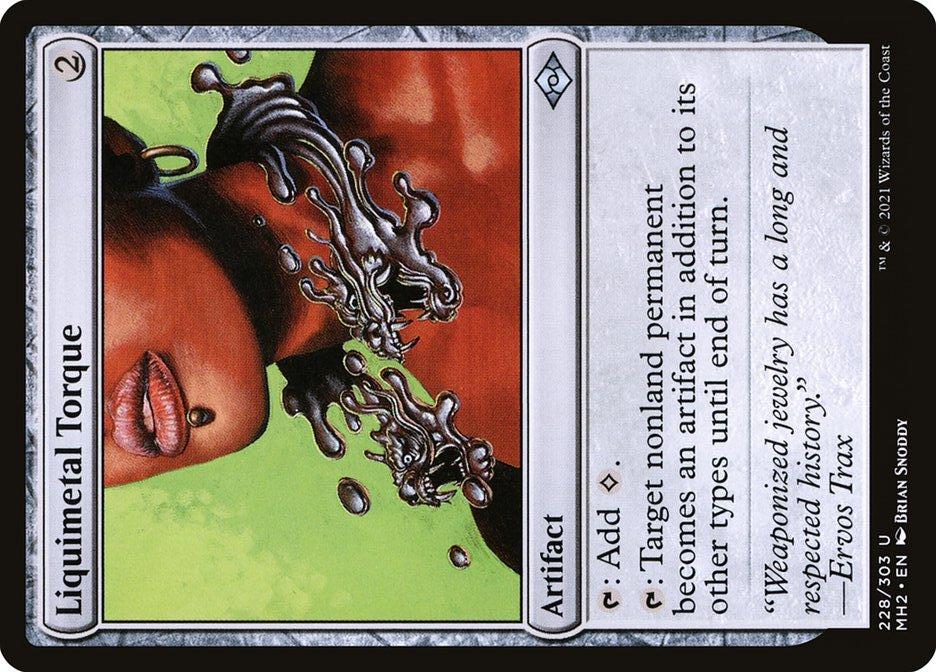 Liquimetal Torque 2
Artifact
: Add .
: Target nonland permanent
becomes an artifact in addition to its
other types until end of turn.
“Weaponized jewelry has a long and
respected history.”
—Ervos Trax
228/303 U
MH2 • EN Brian Snoddy
™ & © 2021 Wizards of the Coast